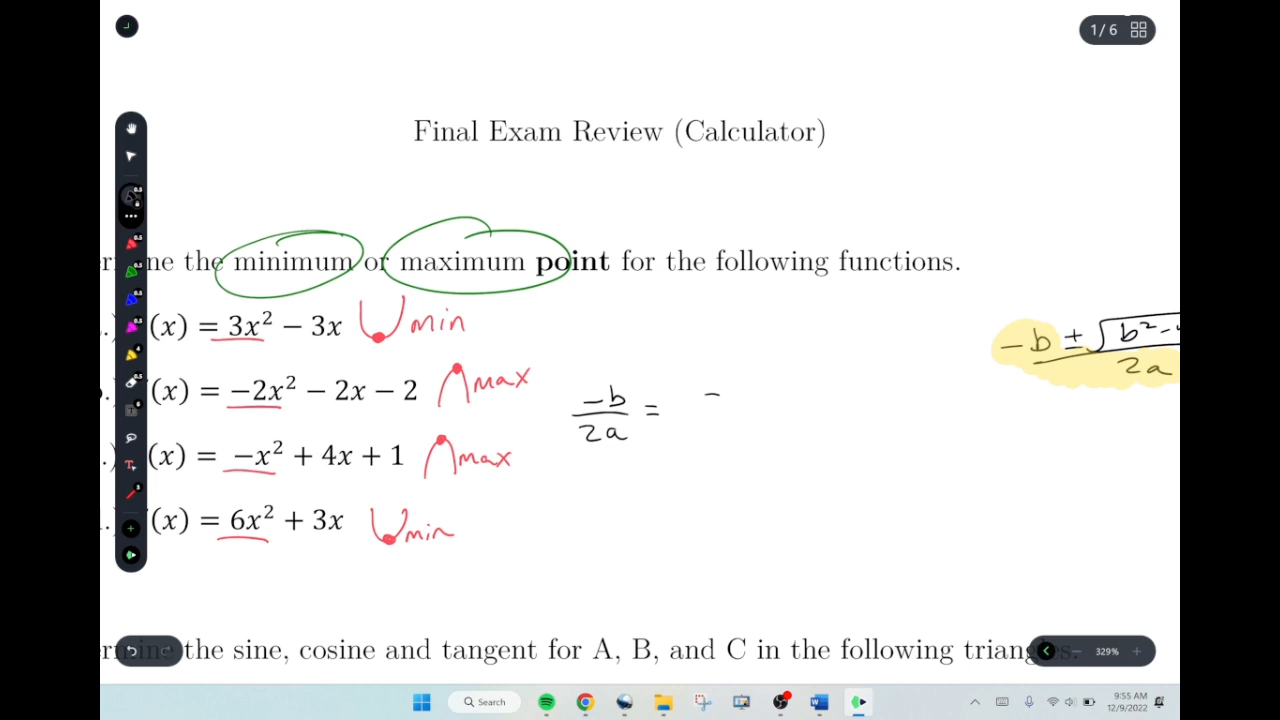 1/6
Final Exam Review (Calculator)
the minimum or maximum point for the following functions.
(x) = 3x² − 3x min
−b ± √b² −
2a
(x) = −2x² − 2x − 2 max
−b
2a
= −
(x) = −x² + 4x + 1 max
(x) = 6x² + 3x min
the sine, cosine and tangent for A, B, and C in the following
329%
Search
9:55 AM
12/9/2022